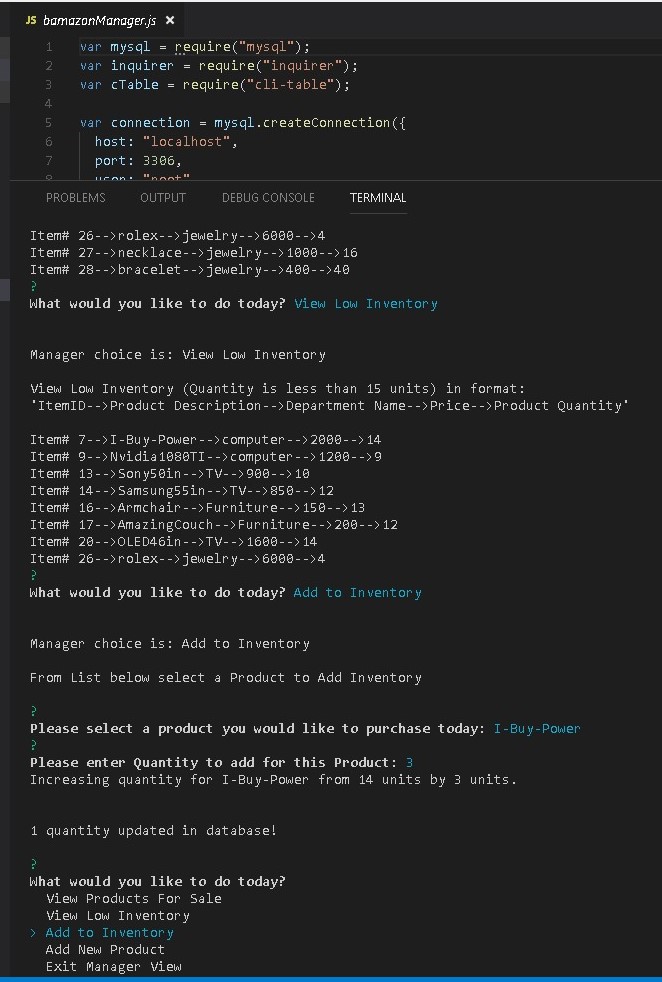 JS bamazonManager.js ×
1 var mysql = require("mysql");
2 var inquirer = require("inquirer");
3 var cTable = require("cli-table");
4
5 var connection = mysql.createConnection({
6 host: "localhost",
7 port: 3306,
8 user: "root"
PROBLEMS OUTPUT DEBUG CONSOLE TERMINAL
Item# 26-->rolex-->jewelry-->6000-->4
Item# 27-->necklace-->jewelry-->1000-->16
Item# 28-->bracelet-->jewelry-->400-->40
?
What would you like to do today? View Low Inventory
Manager choice is: View Low Inventory
View Low Inventory (Quantity is less than 15 units) in format:
'ItemID-->Product Description-->Department Name-->Price-->Product Quantity'
Item# 7-->I-Buy-Power-->computer-->2000-->14
Item# 9-->Nvidia1080TI-->computer-->1200-->9
Item# 13-->Sony50in-->TV-->900-->10
Item# 14-->Samsung55in-->TV-->850-->12
Item# 16-->Armchair-->Furniture-->150-->13
Item# 17-->AmazingCouch-->Furniture-->200-->12
Item# 20-->OLED46in-->TV-->1600-->14
Item# 26-->rolex-->jewelry-->6000-->4
?
What would you like to do today? Add to Inventory
Manager choice is: Add to Inventory
From List below select a Product to Add Inventory
?
Please select a product you would like to purchase today: I-Buy-Power
?
Please enter Quantity to add for this Product: 3
Increasing quantity for I-Buy-Power from 14 units by 3 units.
1 quantity updated in database!
?
What would you like to do today?
View Products For Sale
View Low Inventory
> Add to Inventory
Add New Product
Exit Manager View